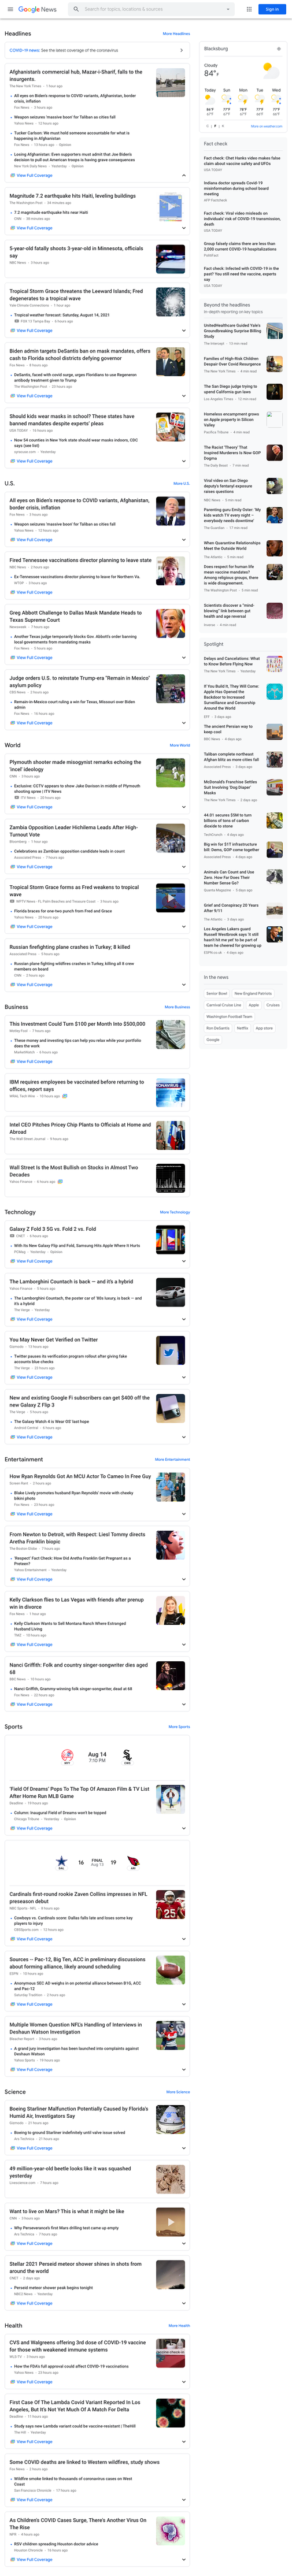 Google News
Search for topics, locations & sources
Sign in
Headlines
More Headlines
COVID-19 news: See the latest coverage of the coronavirus
Afghanistan's commercial hub, Mazar-i-Sharif, falls to the
insurgents.
The New York Times
All eyes on Biden's response to COVID variants, Afghanistan, border
crisis, inflation
Weapon seizures 'massive boon' for Taliban as cities fall
Tucker Carlson: We must hold someone accountable for what is
happening in Afghanistan
Leaving Afghanistan: Even supporters must admit that Joe Biden's
decision to pull out American troops is having grave consequences
View Full Coverage
Magnitude 7.2 earthquake hits Haiti, leveling buildings
7.2 magnitude earthquake hits near Haiti
View Full Coverage
5-year-old fatally shoots 3-year-old in Minnesota, officials
say
Tropical Storm Grace threatens the Leeward Islands; Fred
degenerates to a tropical wave
Tropical weather forecast: Saturday, August 14, 2021
View Full Coverage
Biden admin targets DeSantis ban on mask mandates, offers
cash to Florida school districts defying governor
DeSantis, faced with covid surge, urges Floridians to use Regeneron
antibody treatment given to Trump
View Full Coverage
Should kids wear masks in school? These states have
banned mandates despite experts' pleas
Now 54 counties in New York state should wear masks indoors, CDC
says (see list)
View Full Coverage
U.S.
More U.S.
All eyes on Biden's response to COVID variants, Afghanistan,
border crisis, inflation
Weapon seizures 'massive boon' for Taliban as cities fall
View Full Coverage
Fired Tennessee vaccinations director planning to leave state
Ex-Tennessee vaccinations director planning to leave for Northern Va.
View Full Coverage
Greg Abbott Challenge to Dallas Mask Mandate Heads to
Texas Supreme Court
Another Texas judge temporarily blocks Gov. Abbott's order banning
local governments from mandating masks
View Full Coverage
Judge orders U.S. to reinstate Trump-era "Remain in Mexico"
asylum policy
Remain-in-Mexico court ruling a win for Texas, Missouri over Biden
admin
View Full Coverage
World
More World
Plymouth shooter made misogynist remarks echoing the
'incel' ideology
Exclusive: CCTV appears to show Jake Davison in middle of Plymouth
shooting spree | ITV News
View Full Coverage
Zambia Opposition Leader Hichilema Leads After High-
Turnout Vote
Celebrations as Zambian opposition candidate leads in count
View Full Coverage
Tropical Storm Grace forms as Fred weakens to tropical
wave
Florida braces for one-two punch from Fred and Grace
View Full Coverage
Russian firefighting plane crashes in Turkey; 8 killed
Russian plane fighting wildfires crashes in Turkey, killing all 8 crew
members on board
View Full Coverage
Business
More Business
This Investment Could Turn $100 per Month Into $500,000
These money and investing tips can help you relax while your portfolio
does the work
View Full Coverage
IBM requires employees be vaccinated before returning to
offices, report says
Intel CEO Pitches Pricey Chip Plants to Officials at Home and
Abroad
The Wall Street Journal
Wall Street Is the Most Bullish on Stocks in Almost Two
Decades
Technology
More Technology
Galaxy Z Fold 3 5G vs. Fold 2 vs. Fold
With Its New Galaxy Flip and Fold, Samsung Hits Apple Where It Hurts
View Full Coverage
The Lamborghini Countach is back — and it's a hybrid
The Lamborghini Countach, the poster car of '80s luxury, is back — and
it's a hybrid
View Full Coverage
You May Never Get Verified on Twitter
Twitter pauses its verification program rollout after giving fake
accounts blue checks
View Full Coverage
New and existing Google Fi subscribers can get $400 off the
new Galaxy Z Flip 3
The Galaxy Watch 4 is Wear OS' last hope
View Full Coverage
Entertainment
More Entertainment
How Ryan Reynolds Got An MCU Actor To Cameo In Free Guy
Blake Lively promotes husband Ryan Reynolds' movie with cheeky
bikini photo
View Full Coverage
From Newton to Detroit, with Respect: Liesl Tommy directs
Aretha Franklin biopic
'Respect' Fact Check: How Did Aretha Franklin Get Pregnant as a
Preteen?
View Full Coverage
Kelly Clarkson flies to Las Vegas with friends after prenup
win in divorce
Kelly Clarkson Wants to Sell Montana Ranch Where Estranged
Husband Living
View Full Coverage
Nanci Griffith: Folk and country singer-songwriter dies aged
68
Nanci Griffith, Grammy-winning folk singer-songwriter, dead at 68
View Full Coverage
Sports
More Sports
Aug 14
7:10 PM
'Field Of Dreams' Pops To The Top Of Amazon Film & TV List
After Home Run MLB Game
Column: Inaugural Field of Dreams won't be topped
View Full Coverage
16
FINAL
Aug 13
19
Cardinals first-round rookie Zaven Collins impresses in NFL
preseason debut
Cowboys vs. Cardinals score: Dallas falls late and loses some key
players to injury
View Full Coverage
Sources -- Pac-12, Big Ten, ACC in preliminary discussions
about forming alliance, likely around scheduling
Anonymous SEC AD weighs in on potential alliance between B1G, ACC
and Pac-12
View Full Coverage
Multiple Women Question NFL's Handling of Interviews in
Deshaun Watson Investigation
A grand jury investigation has been launched into complaints against
Deshaun Watson
View Full Coverage
Science
More Science
Boeing Starliner Malfunction Potentially Caused by Florida's
Humid Air, Investigators Say
Boeing to ground Starliner indefinitely until valve issue solved
View Full Coverage
49 million-year-old beetle looks like it was squashed
yesterday
Want to live on Mars? This is what it might be like
Why Perseverance's first Mars drilling test came up empty
View Full Coverage
Stellar 2021 Perseid meteor shower shines in shots from
around the world
Perseid meteor shower peak begins tonight
View Full Coverage
Health
More Health
CVS and Walgreens offering 3rd dose of COVID-19 vaccine
for those with weakened immune systems
How the FDA's full approval could affect COVID-19 vaccinations
View Full Coverage
First Case Of The Lambda Covid Variant Reported In Los
Angeles, But It's Not Yet Much Of A Match For Delta
Study says new Lambda variant could be vaccine-resistant | TheHill
View Full Coverage
Some COVID deaths are linked to Western wildfires, study shows
Wildfire smoke linked to thousands of coronavirus cases on West
Coast
View Full Coverage
As Children's COVID Cases Surge, There's Another Virus On
The Rise
RSV children spreading Houston doctor advice
View Full Coverage
Blacksburg
Cloudy
84°F
Today
Sun
Mon
Tue
Wed
More on weather.com
Fact check
Fact check: Chat Hanks video makes false
claim about vaccine safety and UFOs
USA TODAY
Indiana doctor spreads Covid-19
misinformation during school board
meeting
AFP Factcheck
Fact check: Viral video misleads on
individuals' risk of COVID-19 transmission,
death
USA TODAY
Group falsely claims there are less than
3,000 current COVID-19 hospitalizations
PolitiFact
Fact check: Infected with COVID-19 in the
past? You still need the vaccine, experts
say
USA TODAY
Beyond the headlines
In-depth reporting on key topics
UnitedHealthcare Guided Yale's
Groundbreaking Surprise Billing
Study
Families of High-Risk Children
Despair Over Covid Resurgence
The San Diego judge trying to
upend California gun laws
Homeless encampment grows
on Apple property in Silicon
Valley
The Racist 'Theory' That
Inspired Murderers Is Now GOP
Dogma
Viral video on San Diego
deputy's fentanyl exposure
raises questions
Parenting guru Emily Oster: 'My
kids watch TV every night –
everybody needs downtime'
When Quarantine Relationships
Meet the Outside World
Does respect for human life
mean vaccine mandates?
Among religious groups, there
is wide disagreement.
Scientists discover a "mind-
blowing" link between gut
health and age reversal
Spotlight
Delays and Cancellations: What
to Know Before Flying Now
If You Build It, They Will Come:
Apple Has Opened the
Backdoor to Increased
Surveillance and Censorship
Around the World
The ancient Persian way to
keep cool
Taliban complete northeast
Afghan blitz as more cities fall
McDonald's Franchise Settles
Suit Involving 'Dog Diaper'
Masks
44.01 secures $5M to turn
billions of tons of carbon
dioxide to stone
Big win for $1T infrastructure
bill: Dems, GOP come together
Animals Can Count and Use
Zero. How Far Does Their
Number Sense Go?
Grief and Conspiracy 20 Years
After 9/11
Los Angeles Lakers guard
Russell Westbrook says 'it still
hasn't hit me yet' to be part of
team he cheered for growing up
In the news
Senior Bowl
New England Patriots
Carnival Cruise Line
Apple
Cruises
Washington Football Team
Ron DeSantis
Netflix
App store
Google